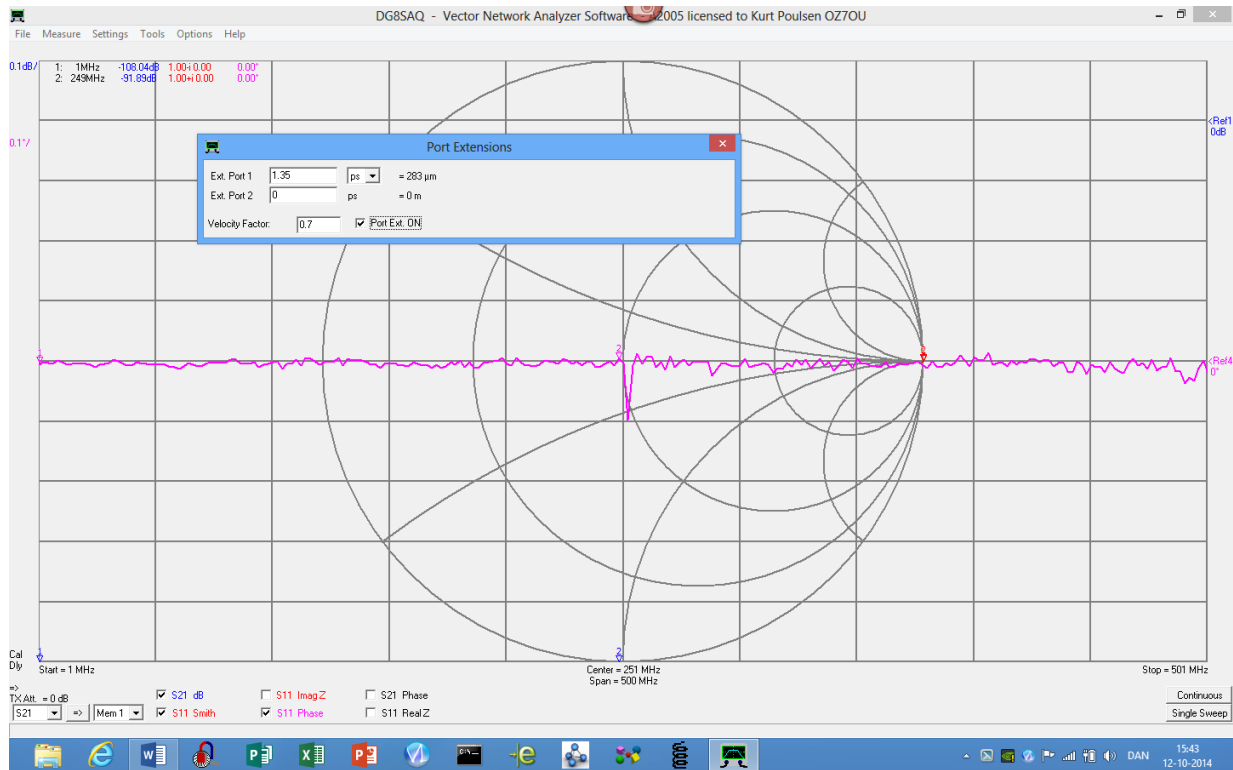 DG8SAQ - Vector Network Analyzer Software 2005 licensed to Kurt Poulsen OZ7OU
File Measure Settings Tools Options Help
0.1dB/ 1: 1MHz -108.04dB 1.00-i 0.00 0.00°
2: 249MHz -91.89dB 1.00+i 0.00 0.00°
<Ref1
0dB
0.1°/
Port Extensions
Ext. Port 1 1.35 ps = 283 µm
Ext. Port 2 0 ps = 0 m
Velocity Factor: 0.7 Port Ext. ON
1 2 2
<Ref4
0°
1 2
Cal
Dly
Start = 1 MHz Center = 251 MHz Stop = 501 MHz
Span = 500 MHz
=>
TX Att. = 0 dB S21 dB S11 Imag Z S21 Phase Continuous
S21 => Mem 1 S11 Smith S11 Phase S11 Real Z Single Sweep
DAN 15:43
12-10-2014